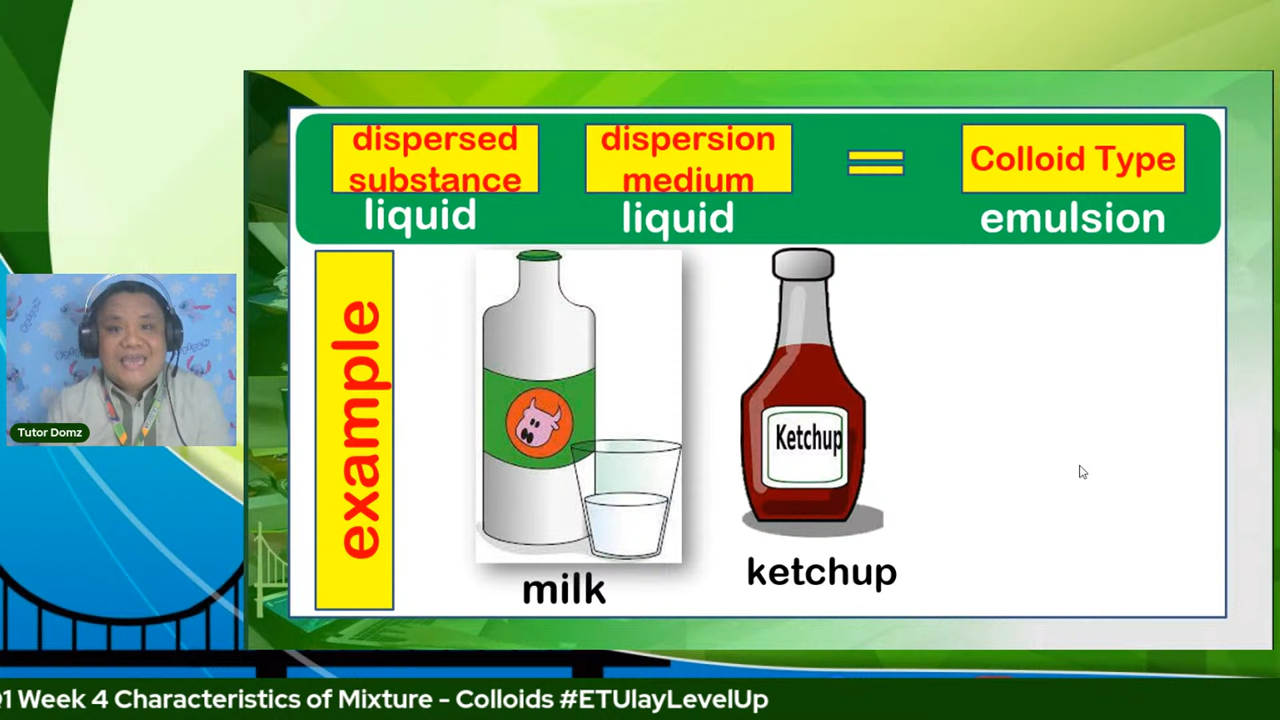 dispersed
substance
liquid
dispersion
medium
liquid
=
Colloid Type
emulsion
example
Ketchup
milk
ketchup
Tutor Domz
Q1 Week 4 Characteristics of Mixture - Colloids #ETUlayLevelUp